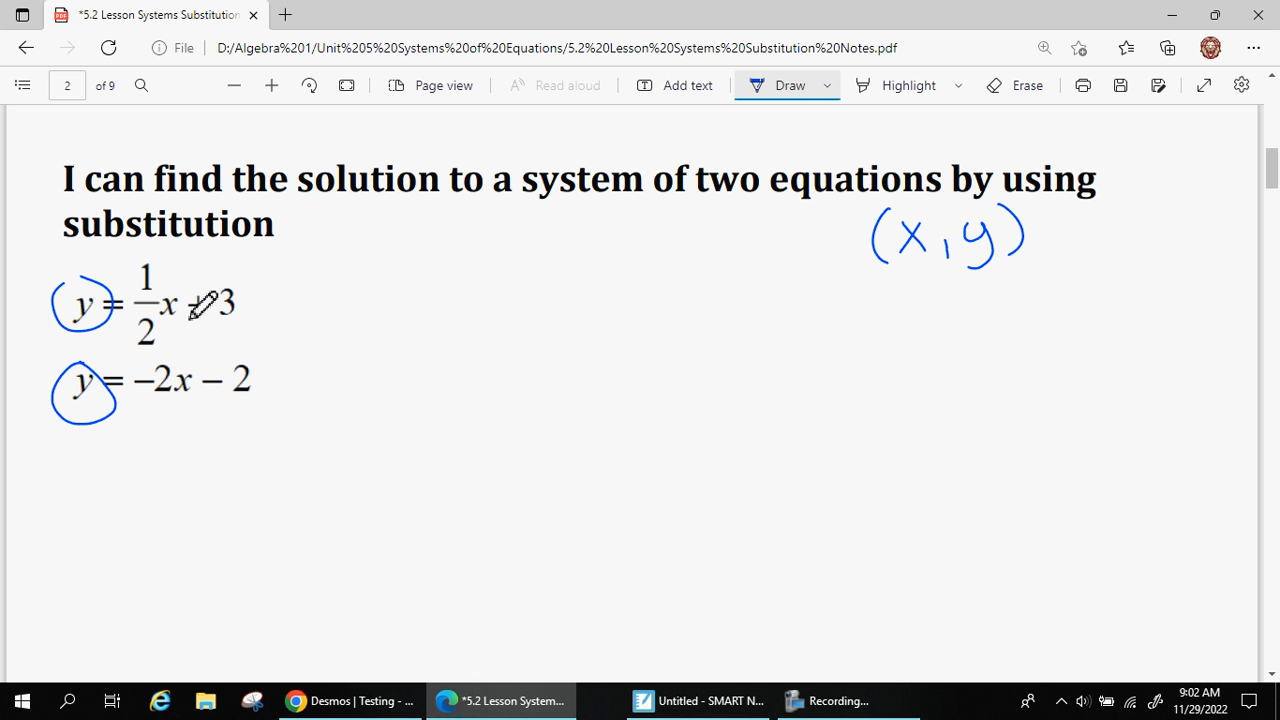 *5.2 Lesson Systems Substitution
File D:/Algebra%201/Unit%205%20Systems%20of%20Equations/5.2%20Lesson%20Systems%20Substitution%20Notes.pdf
2 of 9 Page view Read aloud Add text Draw Highlight Erase
I can find the solution to a system of two equations by using
substitution
(x, y)
y = 1/2 x 3
y = −2x − 2
Desmos | Testing - ... *5.2 Lesson System... Untitled - SMART N... Recording...
9:02 AM
11/29/2022